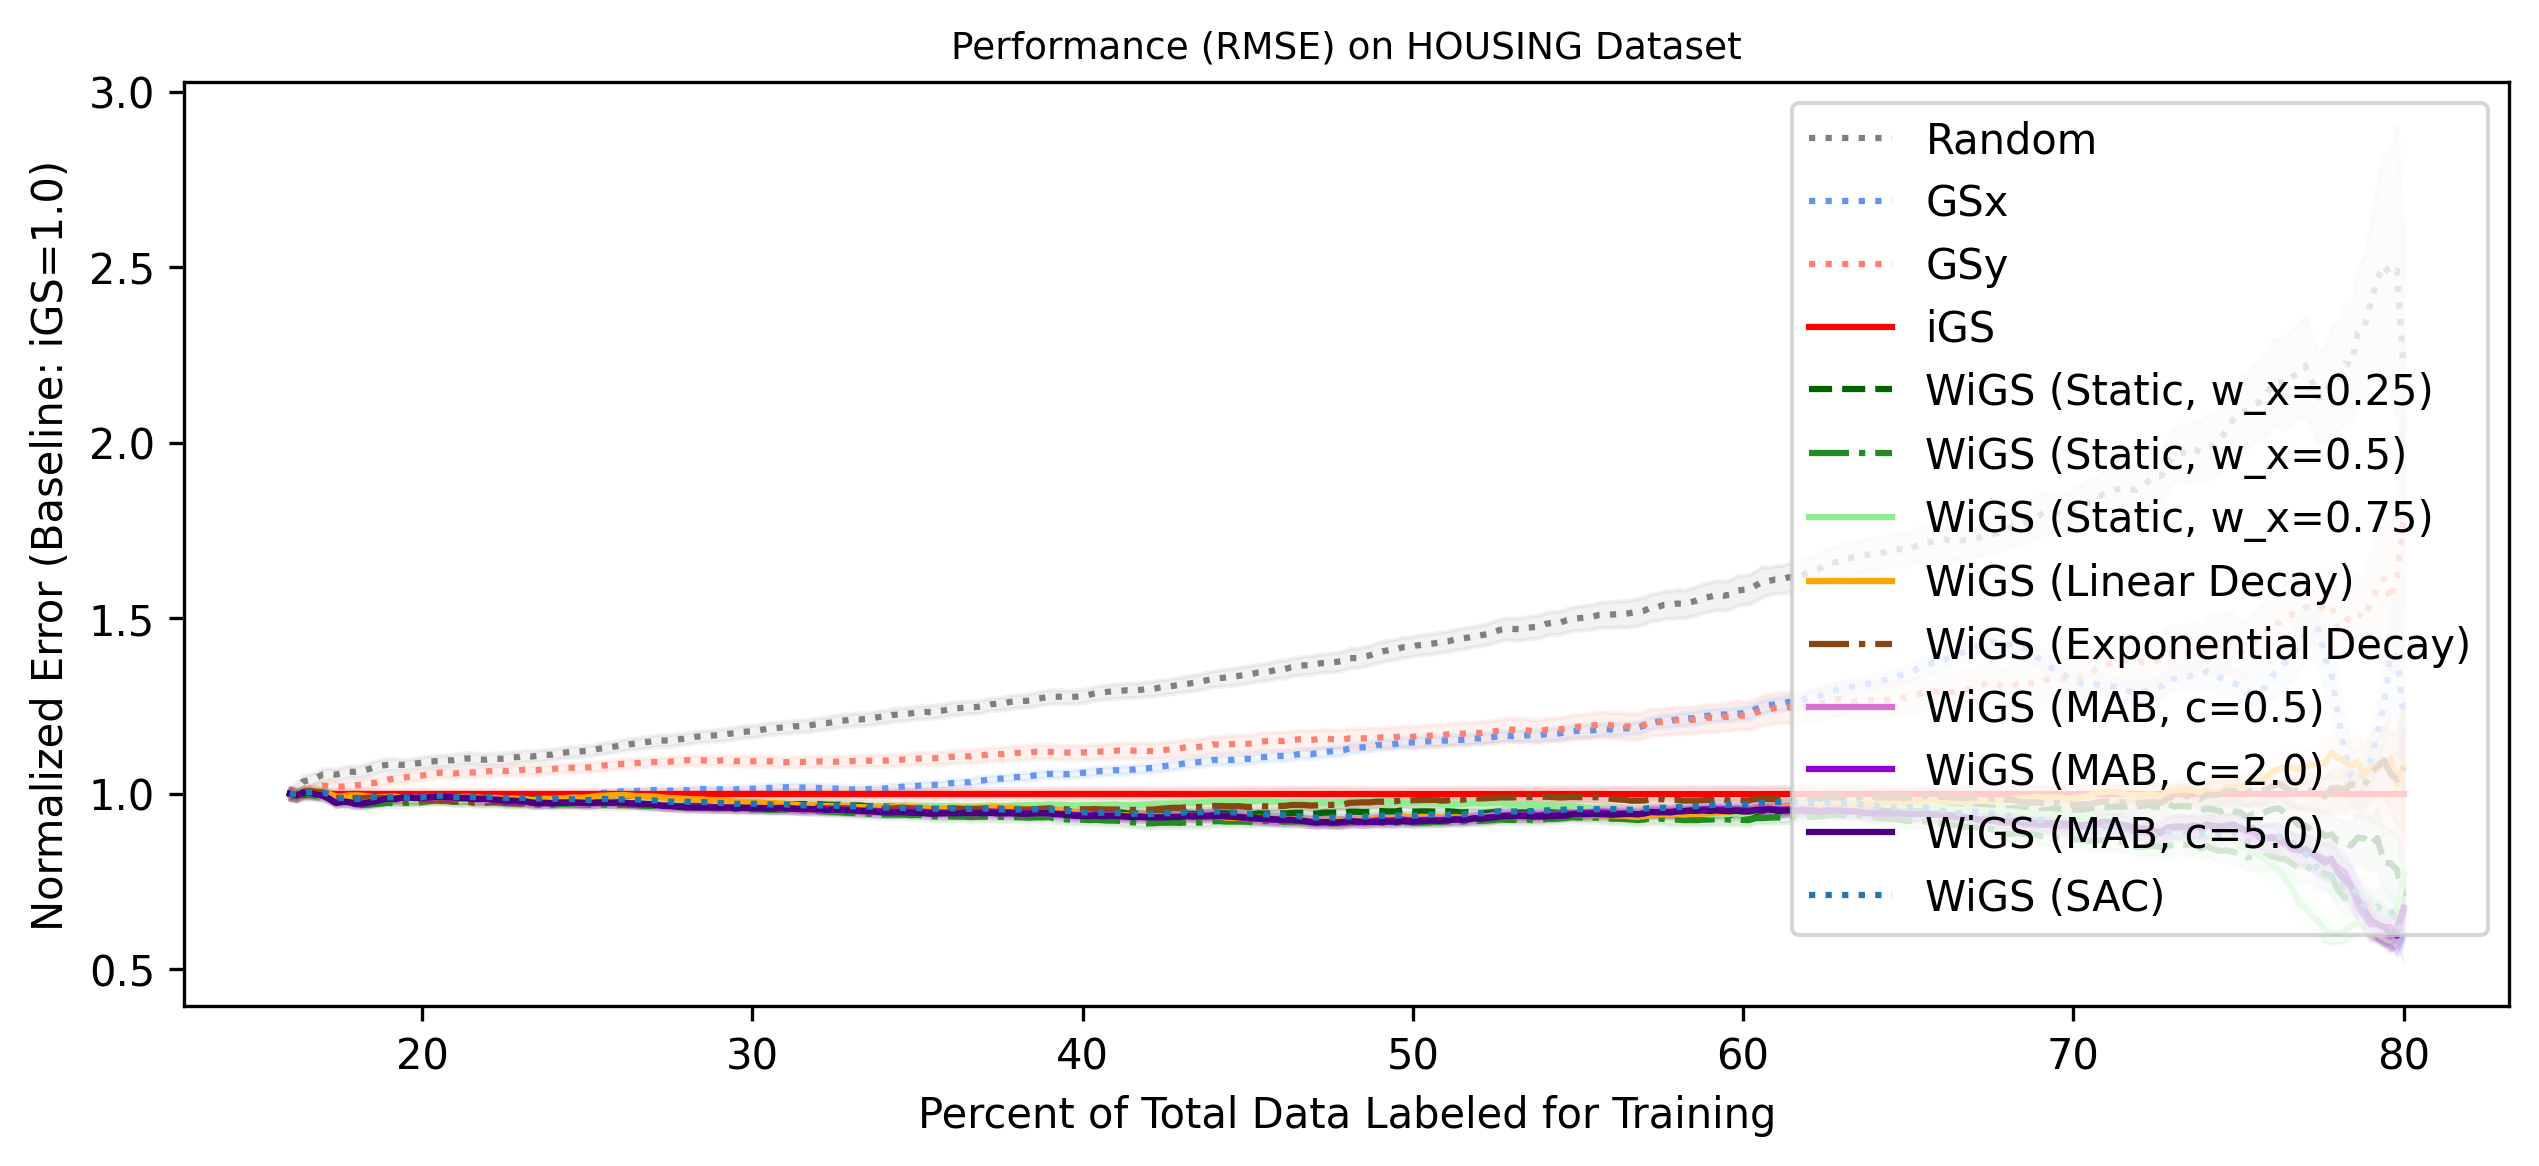 Performance (RMSE) on HOUSING Dataset
Normalized Error (Baseline: iGS=1.0)
3.0
2.5
2.0
1.5
1.0
0.5
Random
GSx
GSy
iGS
WiGS (Static, w_x=0.25)
WiGS (Static, w_x=0.5)
WiGS (Static, w_x=0.75)
WiGS (Linear Decay)
WiGS (Exponential Decay)
WiGS (MAB, c=0.5)
WiGS (MAB, c=2.0)
WiGS (MAB, c=5.0)
WiGS (SAC)
20 30 40 50 60 70 80
Percent of Total Data Labeled for Training